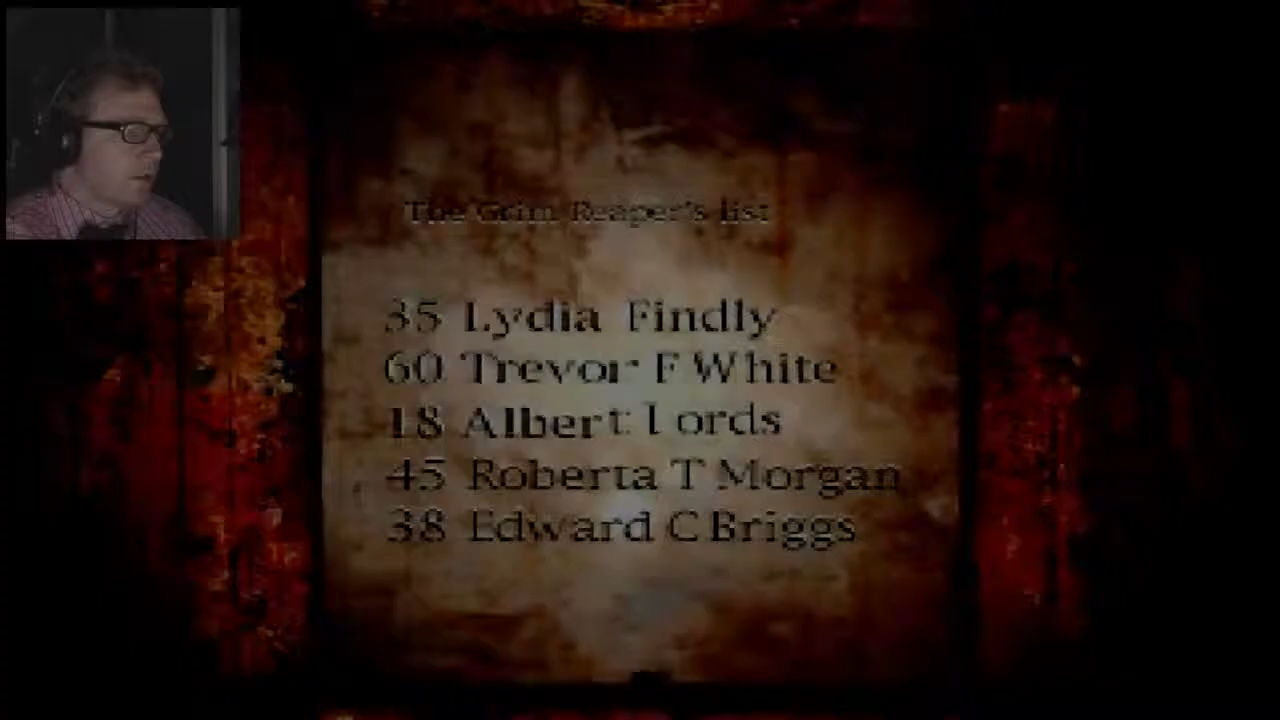 The Grim Reaper's list
35 Lydia Findly
60 Trevor F White
18 Albert Lords
45 Roberta T Morgan
38 Edward C Briggs